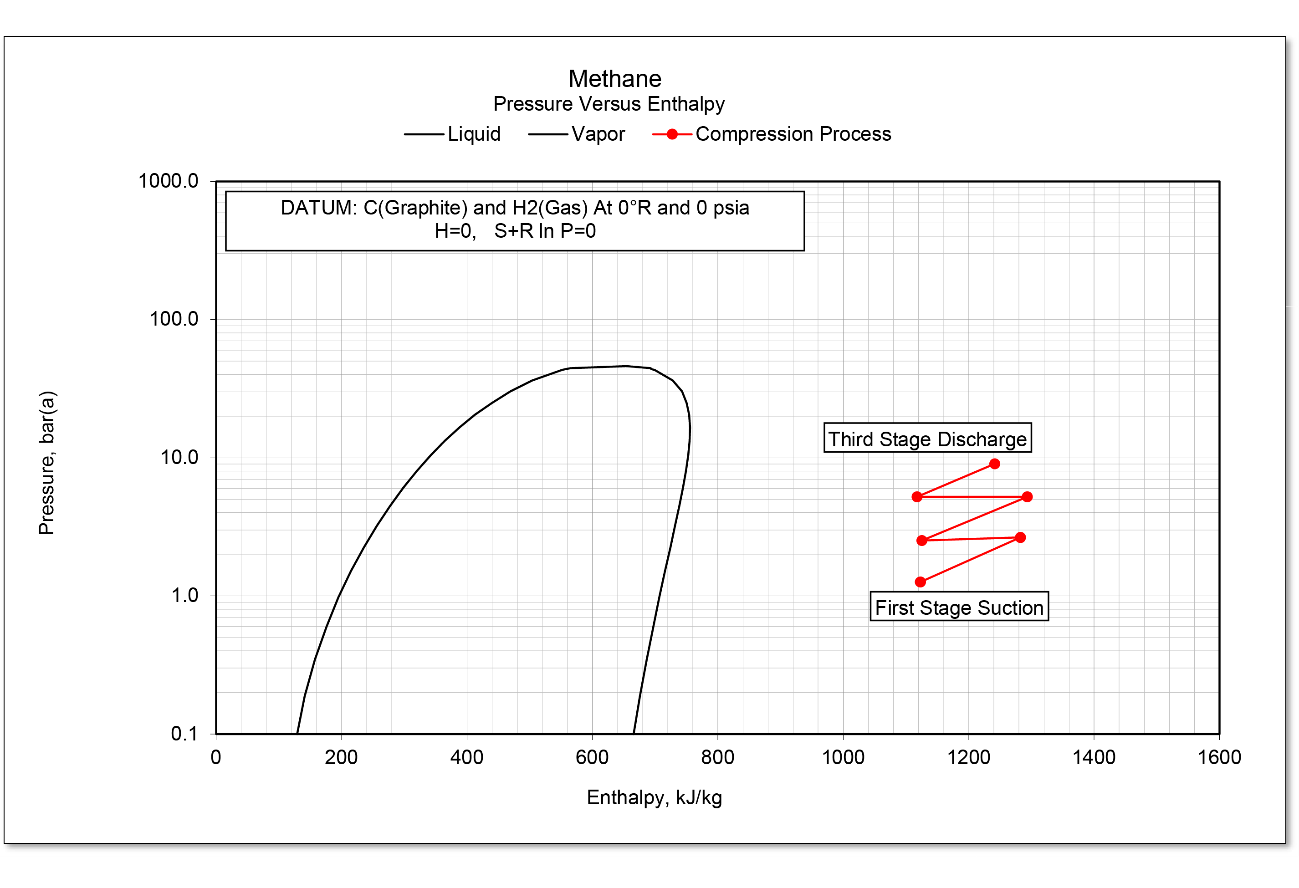 Methane
Pressure Versus Enthalpy
Liquid Vapor Compression Process
1000.0
DATUM: C(Graphite) and H2(Gas) At 0°R and 0 psia
H=0, S+R ln P=0
100.0
Pressure, bar(a)
Third Stage Discharge
10.0
1.0
First Stage Suction
0.1
0 200 400 600 800 1000 1200 1400 1600
Enthalpy, kJ/kg